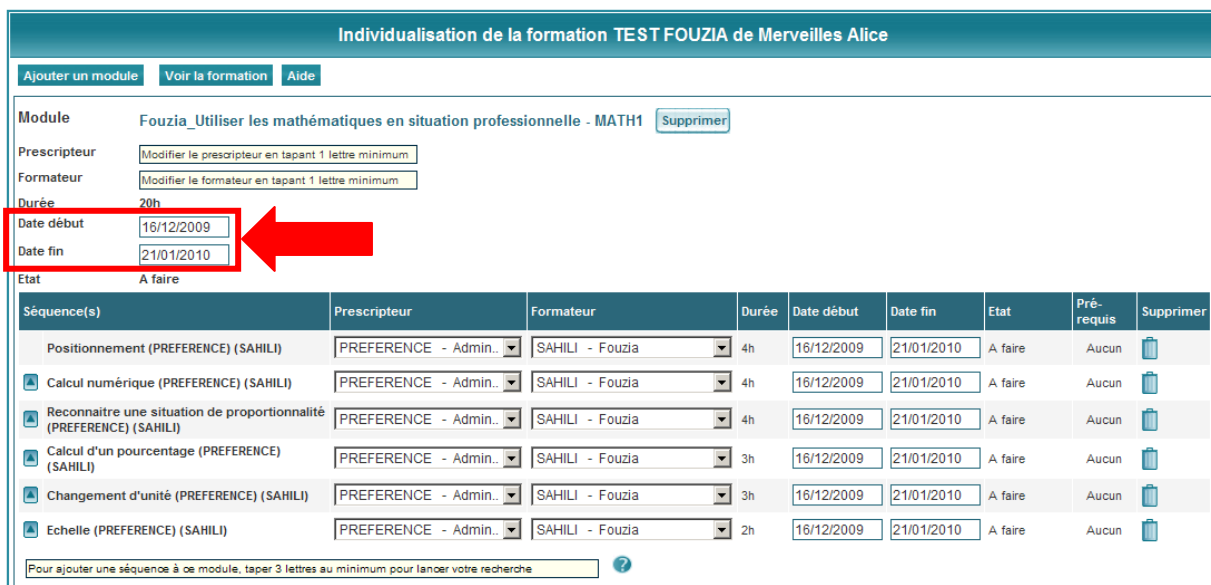 Individualisation de la formation TEST FOUZIA de Merveilles Alice
Ajouter un module Voir la formation Aide
Module Fouzia_Utiliser les mathématiques en situation professionnelle - MATH1 Supprimer
Prescripteur Modifier le prescripteur en tapant 1 lettre minimum
Formateur Modifier le formateur en tapant 1 lettre minimum
Durée 20h
Date début 16/12/2009
Date fin 21/01/2010
Etat A faire
Séquence(s) Prescripteur Formateur Durée Date début Date fin Etat Pré-
requis Supprimer
Positionnement (PREFERENCE) (SAHILI) PREFERENCE - Admin.. SAHILI - Fouzia 4h 16/12/2009 21/01/2010 A faire Aucun
Calcul numérique (PREFERENCE) (SAHILI) PREFERENCE - Admin.. SAHILI - Fouzia 4h 16/12/2009 21/01/2010 A faire Aucun
Reconnaitre une situation de proportionnalité
(PREFERENCE) (SAHILI) PREFERENCE - Admin.. SAHILI - Fouzia 4h 16/12/2009 21/01/2010 A faire Aucun
Calcul d'un pourcentage (PREFERENCE)
(SAHILI) PREFERENCE - Admin.. SAHILI - Fouzia 3h 16/12/2009 21/01/2010 A faire Aucun
Changement d'unité (PREFERENCE) (SAHILI) PREFERENCE - Admin.. SAHILI - Fouzia 3h 16/12/2009 21/01/2010 A faire Aucun
Echelle (PREFERENCE) (SAHILI) PREFERENCE - Admin.. SAHILI - Fouzia 2h 16/12/2009 21/01/2010 A faire Aucun
Pour ajouter une séquence à ce module, taper 3 lettres au minimum pour lancer votre recherche ?